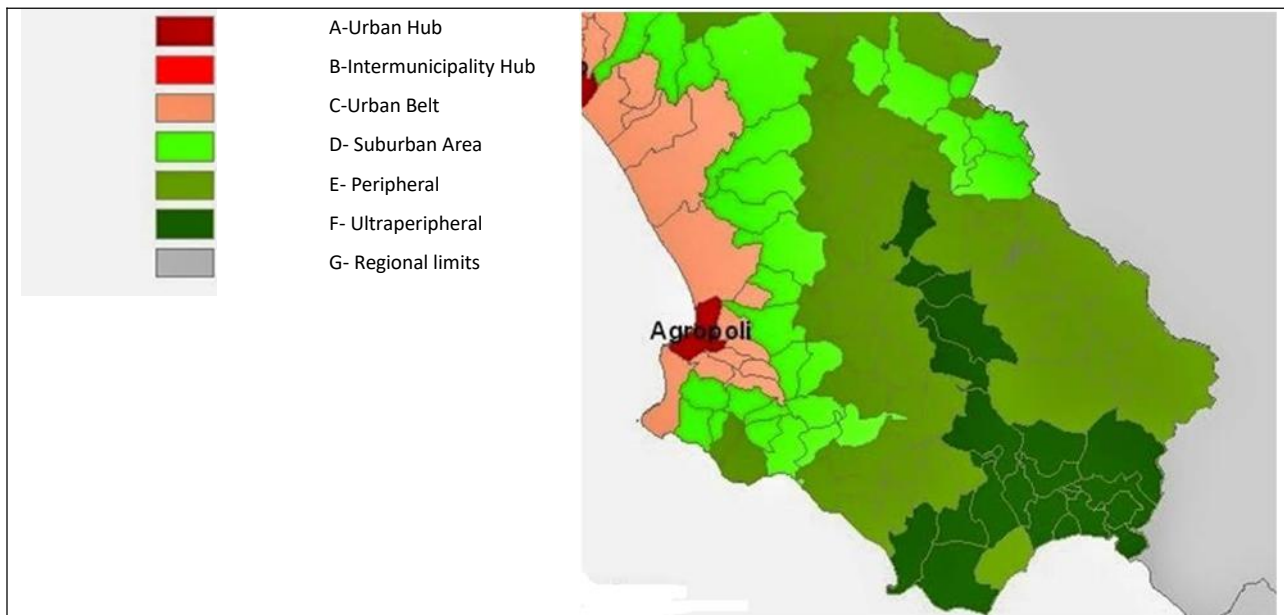 A-Urban Hub
B-Intermunicipality Hub
C-Urban Belt
D- Suburban Area
E- Peripheral
F- Ultraperipheral
G- Regional limits
Agropoli